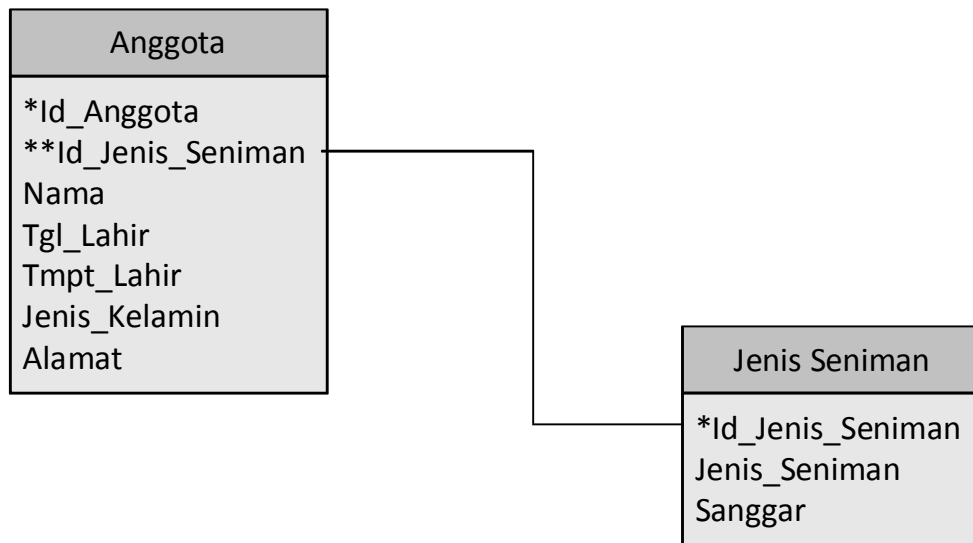 Anggota
*Id_Anggota
**Id_Jenis_Seniman
Nama
Tgl_Lahir
Tmpt_Lahir
Jenis_Kelamin
Alamat
Jenis Seniman
*Id_Jenis_Seniman
Jenis_Seniman
Sanggar